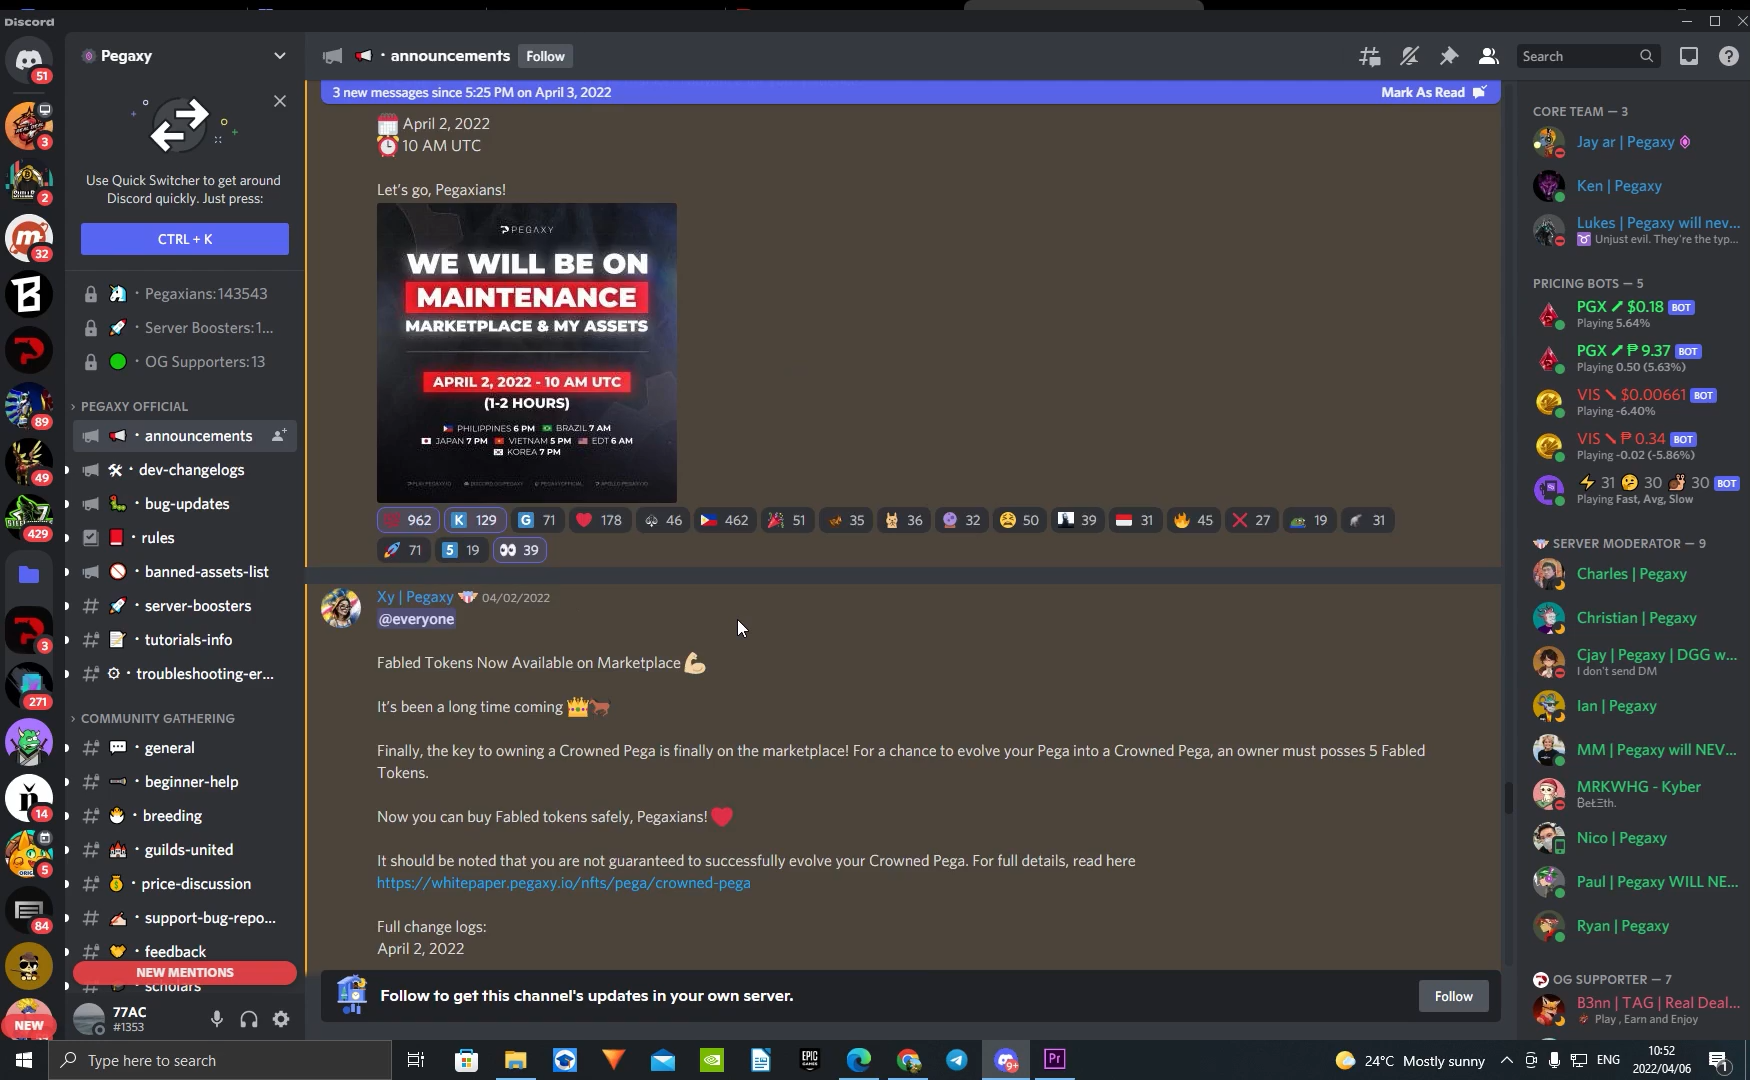 Discord
51
3
2
32
89
49
429
3
271
14
5
84
NEW
Pegaxy
Use Quick Switcher to get around
Discord quickly. Just press:
CTRL + K
Pegaxians:143543
Server Boosters:1...
OG Supporters:13
PEGAXY OFFICIAL
announcements
dev-changelogs
bug-updates
rules
banned-assets-list
server-boosters
tutorials-info
troubleshooting-er...
COMMUNITY GATHERING
general
beginner-help
breeding
guilds-united
price-discussion
support-bug-repo...
feedback
NEW MENTIONS
scholars
77AC
#1353
announcements
Follow
Search
3 new messages since 5:25 PM on April 3, 2022
Mark As Read
April 2, 2022
10 AM UTC
Let's go, Pegaxians!
PEGAXY
WE WILL BE ON
MAINTENANCE
MARKETPLACE & MY ASSETS
APRIL 2, 2022 - 10 AM UTC
(1-2 HOURS)
PHILIPPINES 6 PM BRAZIL 7 AM
JAPAN 7 PM VIETNAM 5 PM EDT 6 AM
KOREA 7 PM
962 K 129 G 71 178 46 462 51 35 36 32 50 39 31 45 27 19 31
71 5 19 39
Xy | Pegaxy 04/02/2022
@everyone
Fabled Tokens Now Available on Marketplace
It's been a long time coming
Finally, the key to owning a Crowned Pega is finally on the marketplace! For a chance to evolve your Pega into a Crowned Pega, an owner must posses 5 Fabled
Tokens.
Now you can buy Fabled tokens safely, Pegaxians!
It should be noted that you are not guaranteed to successfully evolve your Crowned Pega. For full details, read here
https://whitepaper.pegaxy.io/nfts/pega/crowned-pega
Full change logs:
April 2, 2022
Follow to get this channel's updates in your own server.
Follow
CORE TEAM — 3
Jay ar | Pegaxy
Ken | Pegaxy
Lukes | Pegaxy will nev...
Unjust evil. They're the typ...
PRICING BOTS — 5
PGX ⭧ $0.18 BOT
Playing 5.64%
PGX ⭧ ₱ 9.37 BOT
Playing 0.50 (5.63%)
VIS ⭨ $0.00661 BOT
Playing -6.40%
VIS ⭨ ₱ 0.34 BOT
Playing -0.02 (-5.86%)
⚡ 31 🤔 30 🐌 30 BOT
Playing Fast, Avg, Slow
SERVER MODERATOR — 9
Charles | Pegaxy
Christian | Pegaxy
Cjay | Pegaxy | DGG w...
I don't send DM
Ian | Pegaxy
MM | Pegaxy will NEV...
MRKWHG - Kyber
BeŁΞth.
Nico | Pegaxy
Paul | Pegaxy WILL NE...
Ryan | Pegaxy
OG SUPPORTER — 7
B3nn | TAG | Real Deal...
Play , Earn and Enjoy
Type here to search
EPIC
GAMES
9+
Pr
24°C Mostly sunny
ENG
10:52
2022/04/06
1